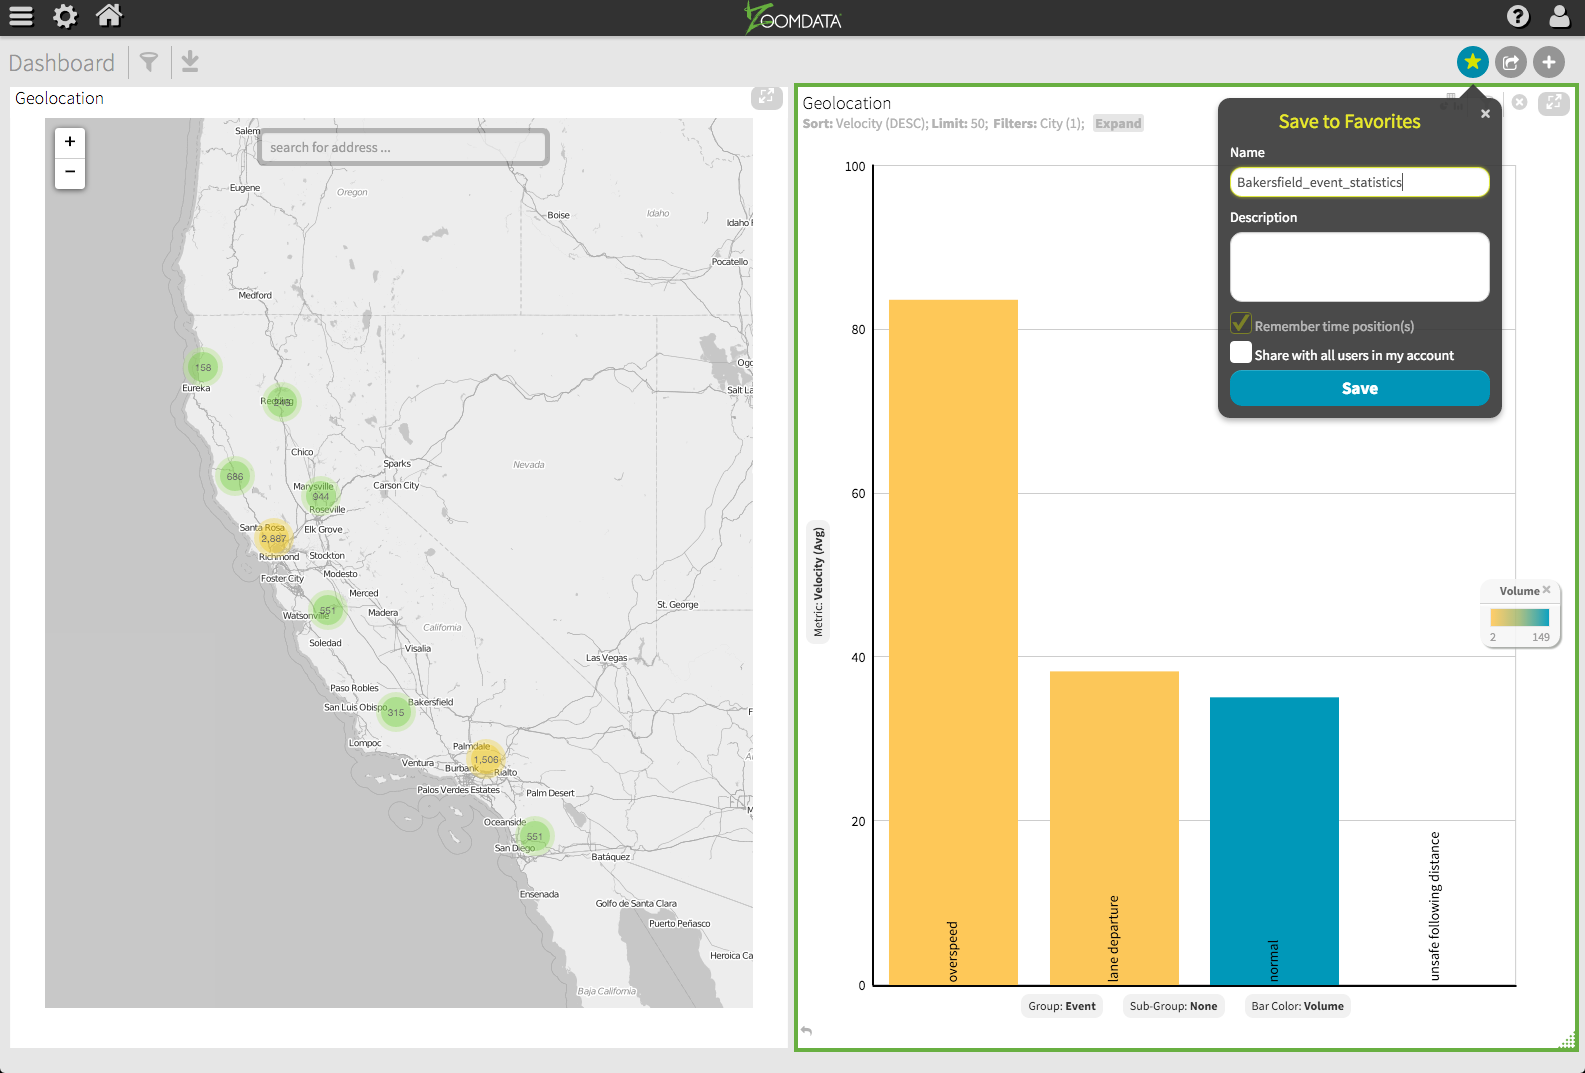 ZOOMDATA
?
Dashboard
Geolocation
+
−
search for address ...
Salem
Eugene
Oregon
Boise
Idaho
Idaho F
Pocatello
Medford
158
Eureka
Redding
246
Ogd
Salt La
Chico
Sparks
Nevada
686
Marysville
944
Carson City
Roseville
Santa Rosa
2,887
Elk Grove
Richmond
Stockton
Foster City
Modesto
Merced
551
Watsonville
Madera
St. George
California
Soledad
Visalia
Las Vegas
Paso Robles
San Luis Obispo
315
Bakersfield
F
Lompoc
Palmdale
A
Ventura
1,506
Burbank
Rialto
Palos Verdes Estates
Palm Desert
M
Oceanside
551
San Diego
Batáquez
Ensenada
Golfo de Santa Clara
Puerto Peñasco
Heroica Ca
Baja California
Geolocation
Sort: Velocity (DESC); Limit: 50; Filters: City (1); Expand
100
80
60
40
20
0
Metric: Velocity (Avg)
overspeed
lane departure
normal
unsafe following distance
Group: Event
Sub-Group: None
Bar Color: Volume
Volume
2
149
Save to Favorites
Name
Bakersfield_event_statistics
Description
Remember time position(s)
Share with all users in my account
Save